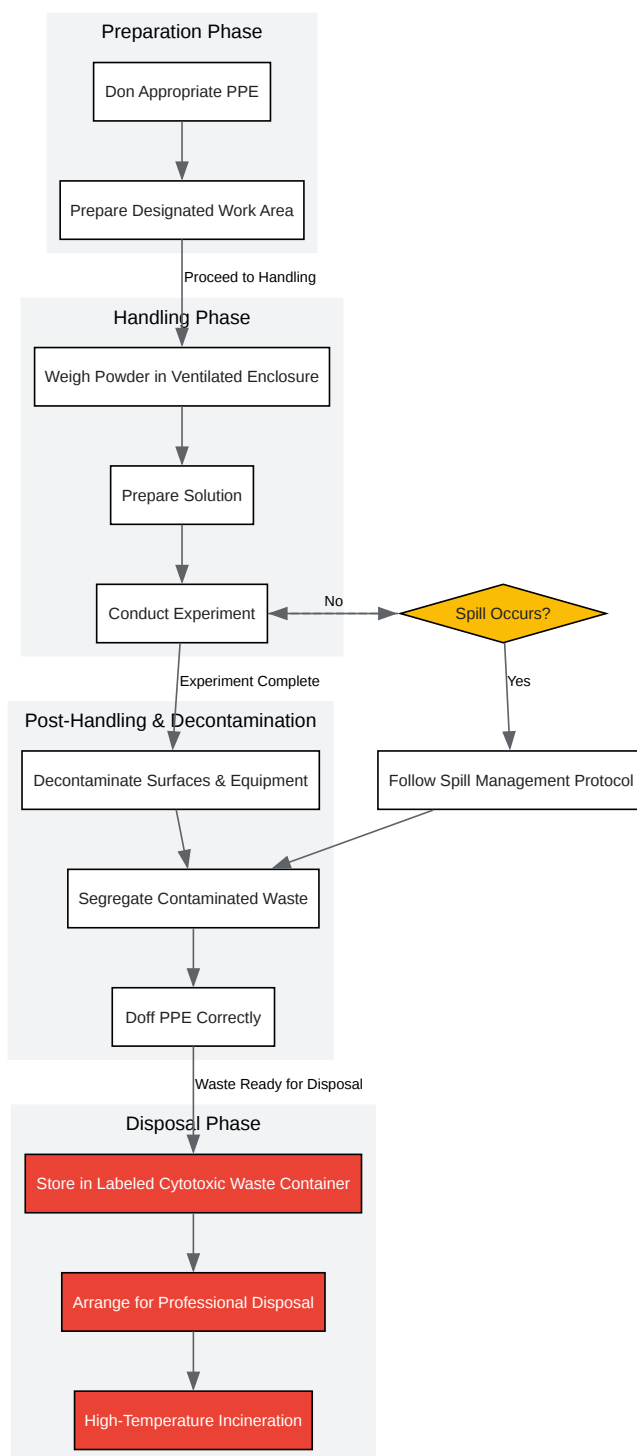 Preparation Phase
Don Appropriate PPE
Prepare Designated Work Area
Proceed to Handling
Handling Phase
Weigh Powder in Ventilated Enclosure
Prepare Solution
Conduct Experiment
No
Spill Occurs?
Experiment Complete
Yes
Post-Handling & Decontamination
Decontaminate Surfaces & Equipment
Follow Spill Management Protocol
Segregate Contaminated Waste
Doff PPE Correctly
Waste Ready for Disposal
Disposal Phase
Store in Labeled Cytotoxic Waste Container
Arrange for Professional Disposal
High-Temperature Incineration